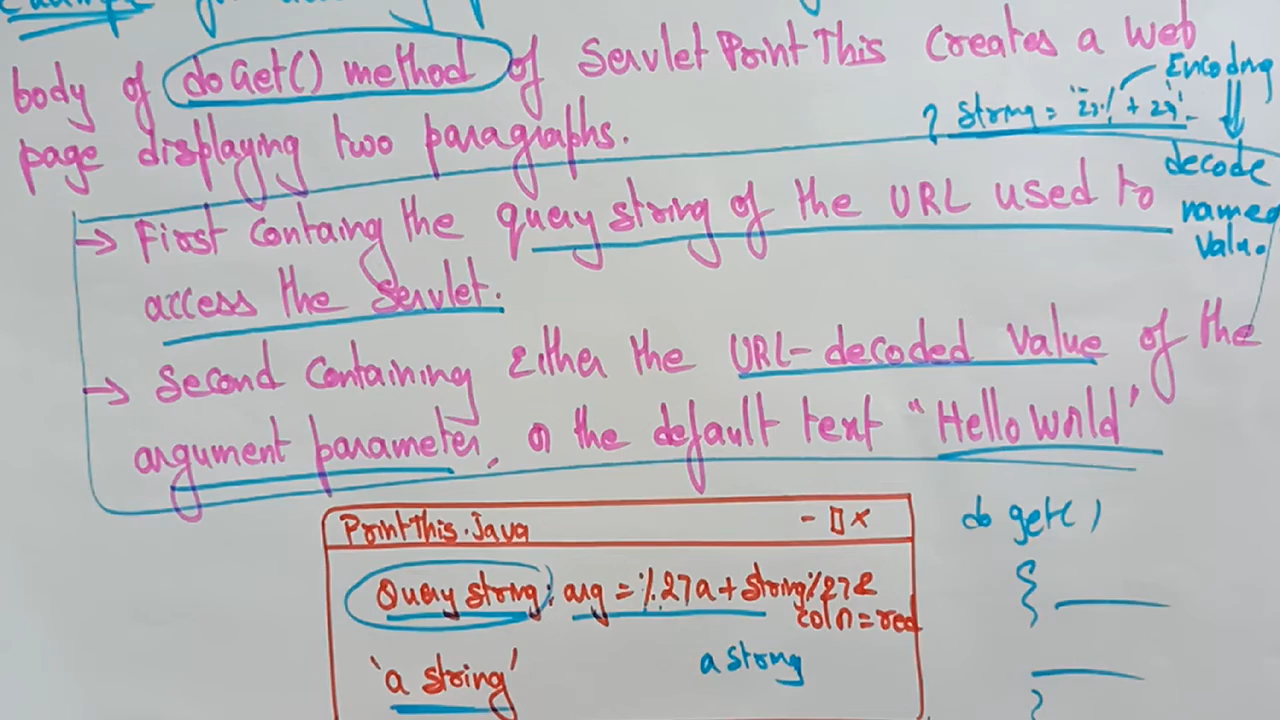 body of doGet() method of Servlet PrintThis creates a web
page displaying two paragraphs.
Encoding
? string = '27% + 27'
decode
named
valu.
→ First containg the query string of the URL used to
access the Servlet.
→ Second containing Either the URL-decoded value of the
argument parameter, or the default text "Hello World"
PrintThis.Java
Query string: arg = %27a+string%27&
color=red
'a string'
a string
do get()
{
}